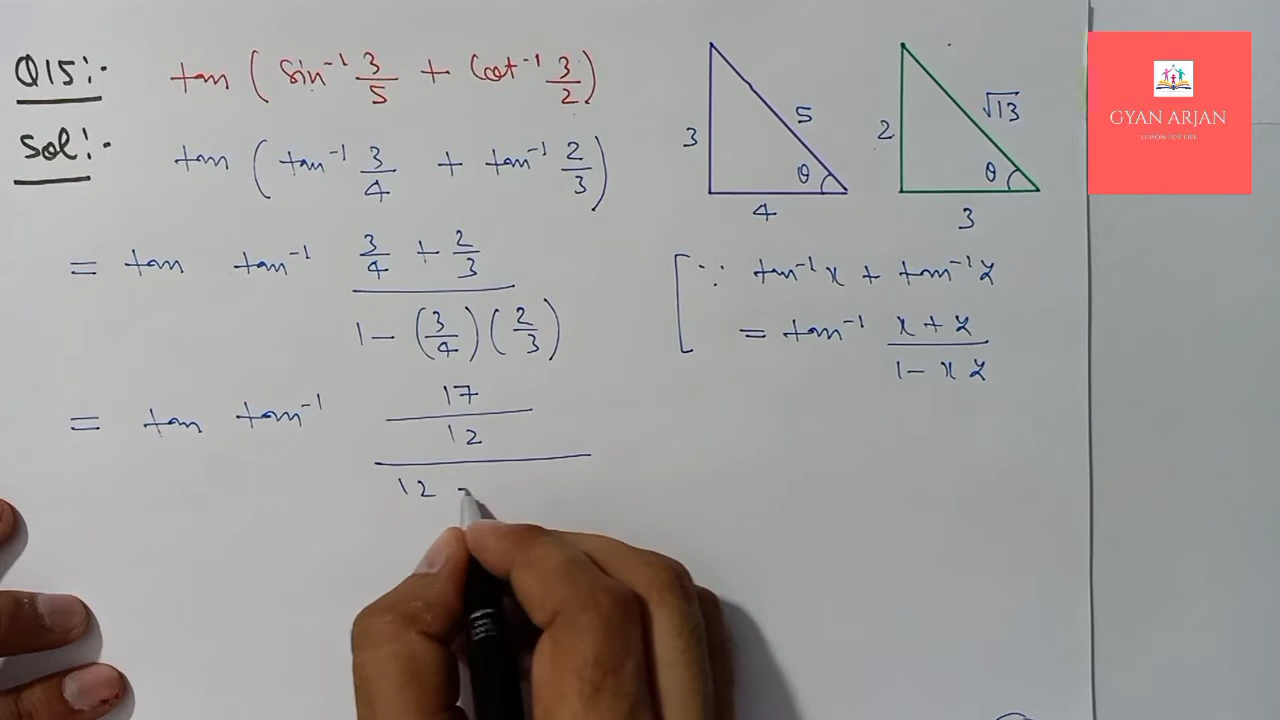 Q15:- tan ( sin⁻¹ 3/5 + cot⁻¹ 3/2 )
Sol:- tan ( tan⁻¹ 3/4 + tan⁻¹ 2/3 )
= tan tan⁻¹ (3/4 + 2/3) / (1 - (3/4)(2/3))
= tan tan⁻¹ (17/12) / (12 -
3 5 θ 4
2 √13 θ 3
[ ∵ tan⁻¹x + tan⁻¹y
= tan⁻¹ (x + y) / (1 - xy)
GYAN ARJAN